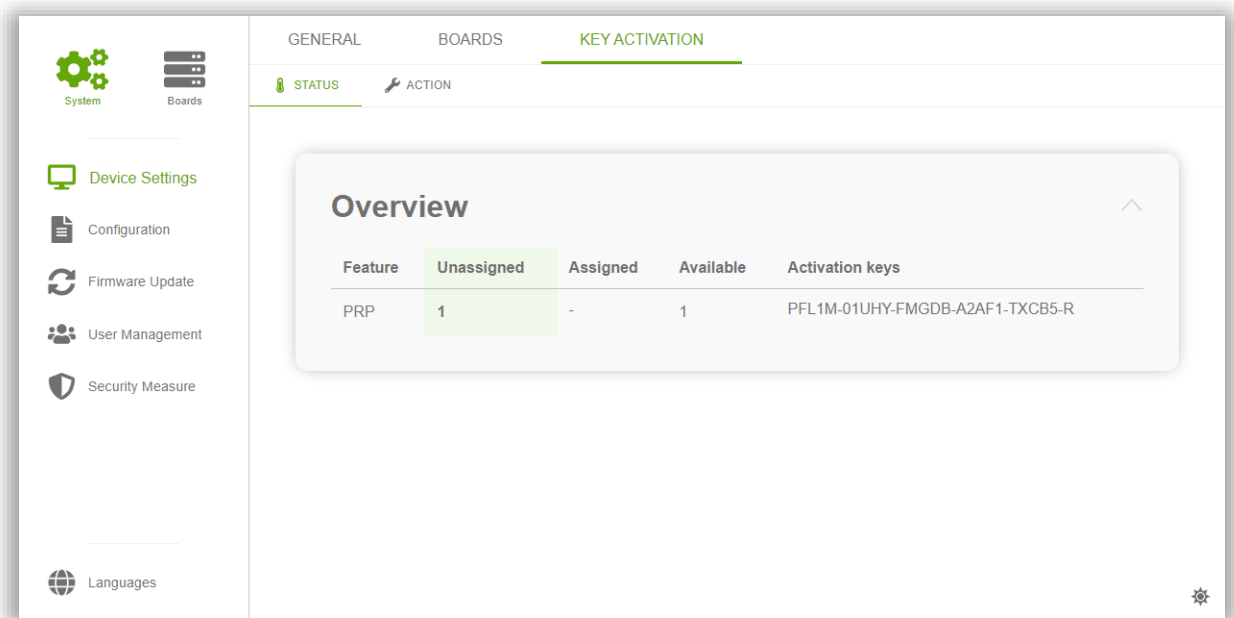 GENERAL BOARDS KEY ACTIVATION
System Boards
STATUS ACTION
Device Settings
Configuration
Firmware Update
User Management
Security Measure
Languages
Overview
Feature Unassigned Assigned Available Activation keys
PRP 1 - 1 PFL1M-01UHY-FMGDB-A2AF1-TXCB5-R